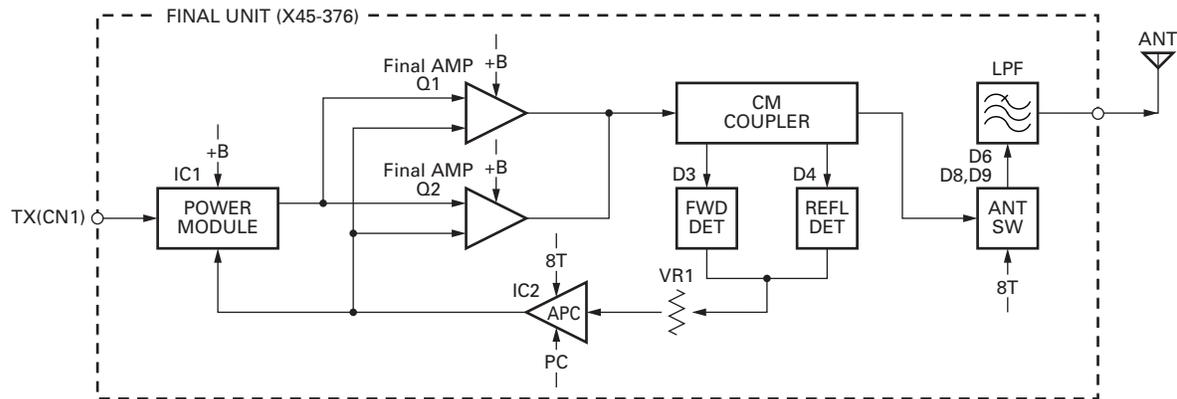 FINAL UNIT (X45-376)
ANT
Final AMP
Q1
+B
LPF
CM
COUPLER
+B
IC1
Final AMP
Q2
+B
D3
D4
D6
D8,D9
TX(CN1)
POWER
MODULE
FWD
DET
REFL
DET
ANT
SW
8T
IC2
APC
VR1
8T
PC